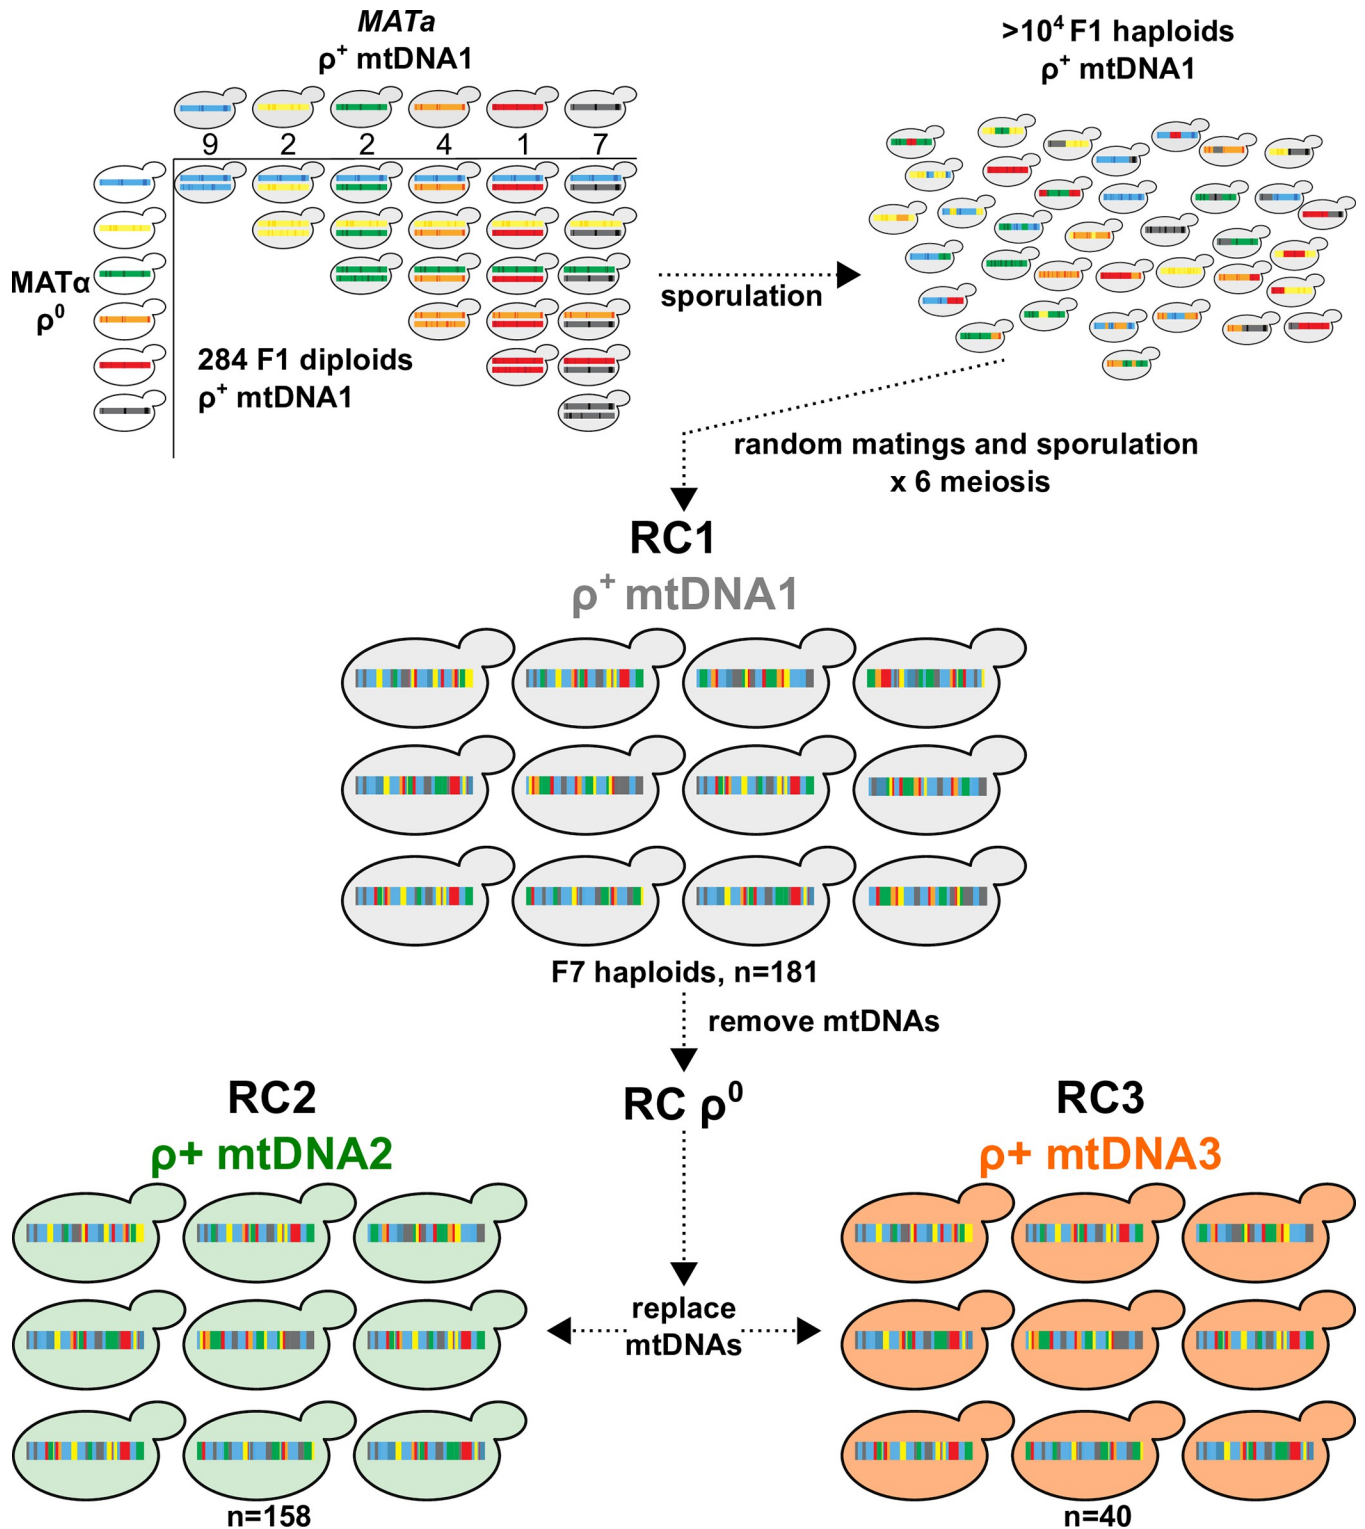 MATa
ρ⁺ mtDNA1
9 2 2 4 1 7
MATα
ρ⁰
284 F1 diploids
ρ⁺ mtDNA1
sporulation
>10⁴ F1 haploids
ρ⁺ mtDNA1
random matings and sporulation
x 6 meiosis
RC1
ρ⁺ mtDNA1
F7 haploids, n=181
remove mtDNAs
RC ρ⁰
replace
mtDNAs
RC2
ρ+ mtDNA2
n=158
RC3
ρ+ mtDNA3
n=40